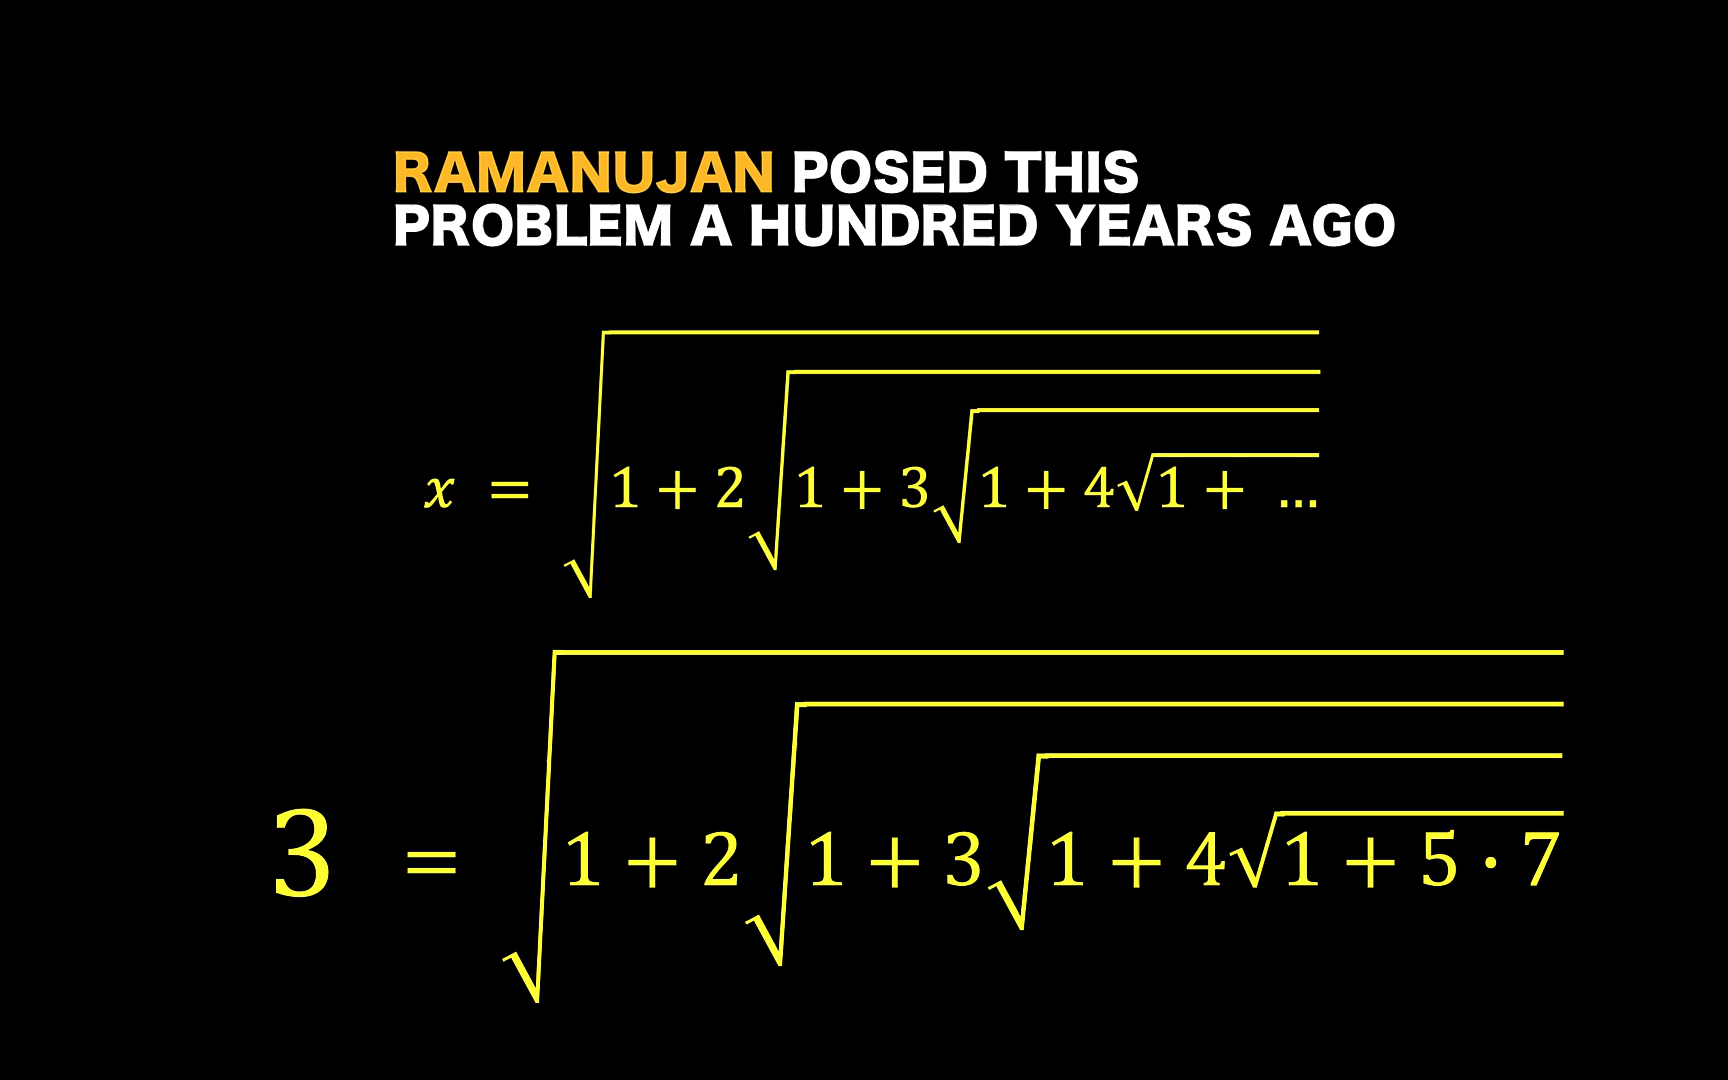 RAMANUJAN POSED THIS
PROBLEM A HUNDRED YEARS AGO
x = √(1 + 2√(1 + 3√(1 + 4√(1 + ...))))
3 = √(1 + 2√(1 + 3√(1 + 4√(1 + 5 · 7))))